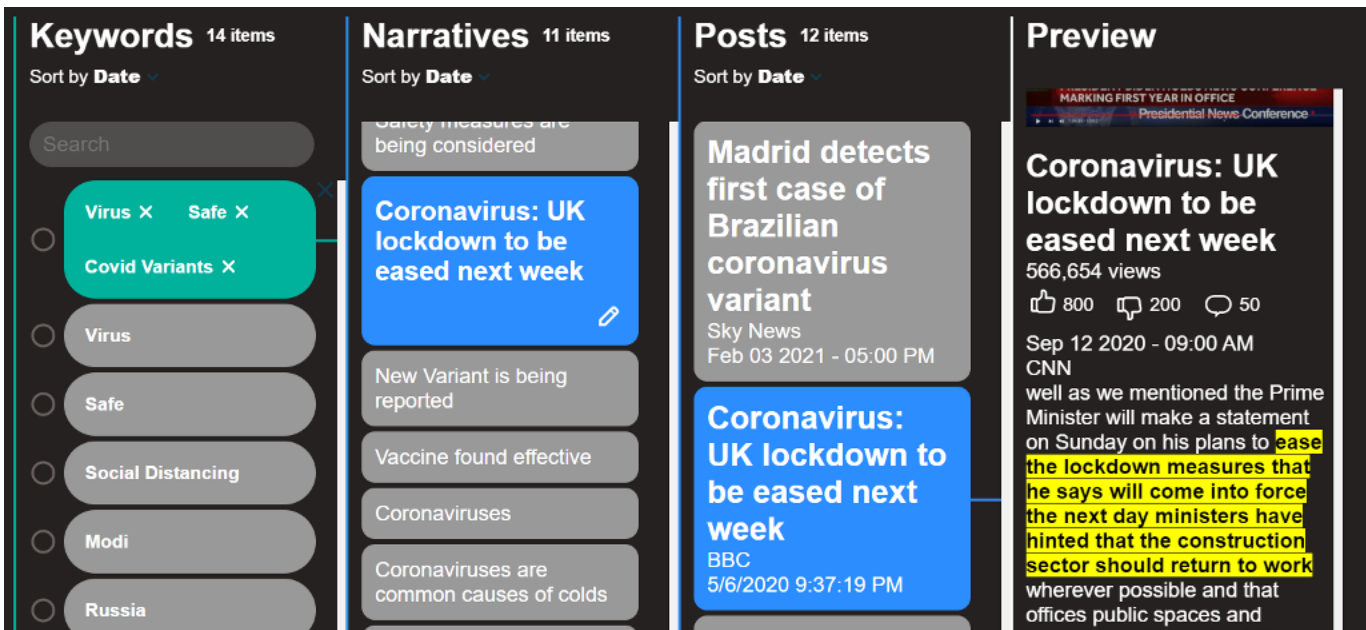 Keywords 14 items
Sort by Date
Search
Virus × Safe ×
Covid Variants ×
Virus
Safe
Social Distancing
Modi
Russia
Narratives 11 items
Sort by Date
Safety measures are
being considered
Coronavirus: UK
lockdown to be
eased next week
New Variant is being
reported
Vaccine found effective
Coronaviruses
Coronaviruses are
common causes of colds
Posts 12 items
Sort by Date
Madrid detects
first case of
Brazilian
coronavirus
variant
Sky News
Feb 03 2021 - 05:00 PM
Coronavirus:
UK lockdown to
be eased next
week
BBC
5/6/2020 9:37:19 PM
Preview
PRESIDENT BIDEN HOLDS NEWS CONFERENCE
MARKING FIRST YEAR IN OFFICE
Presidential News Conference
Coronavirus: UK
lockdown to be
eased next week
566,654 views
800 200 50
Sep 12 2020 - 09:00 AM
CNN
well as we mentioned the Prime
Minister will make a statement
on Sunday on his plans to ease
the lockdown measures that
he says will come into force
the next day ministers have
hinted that the construction
sector should return to work
wherever possible and that
offices public spaces and